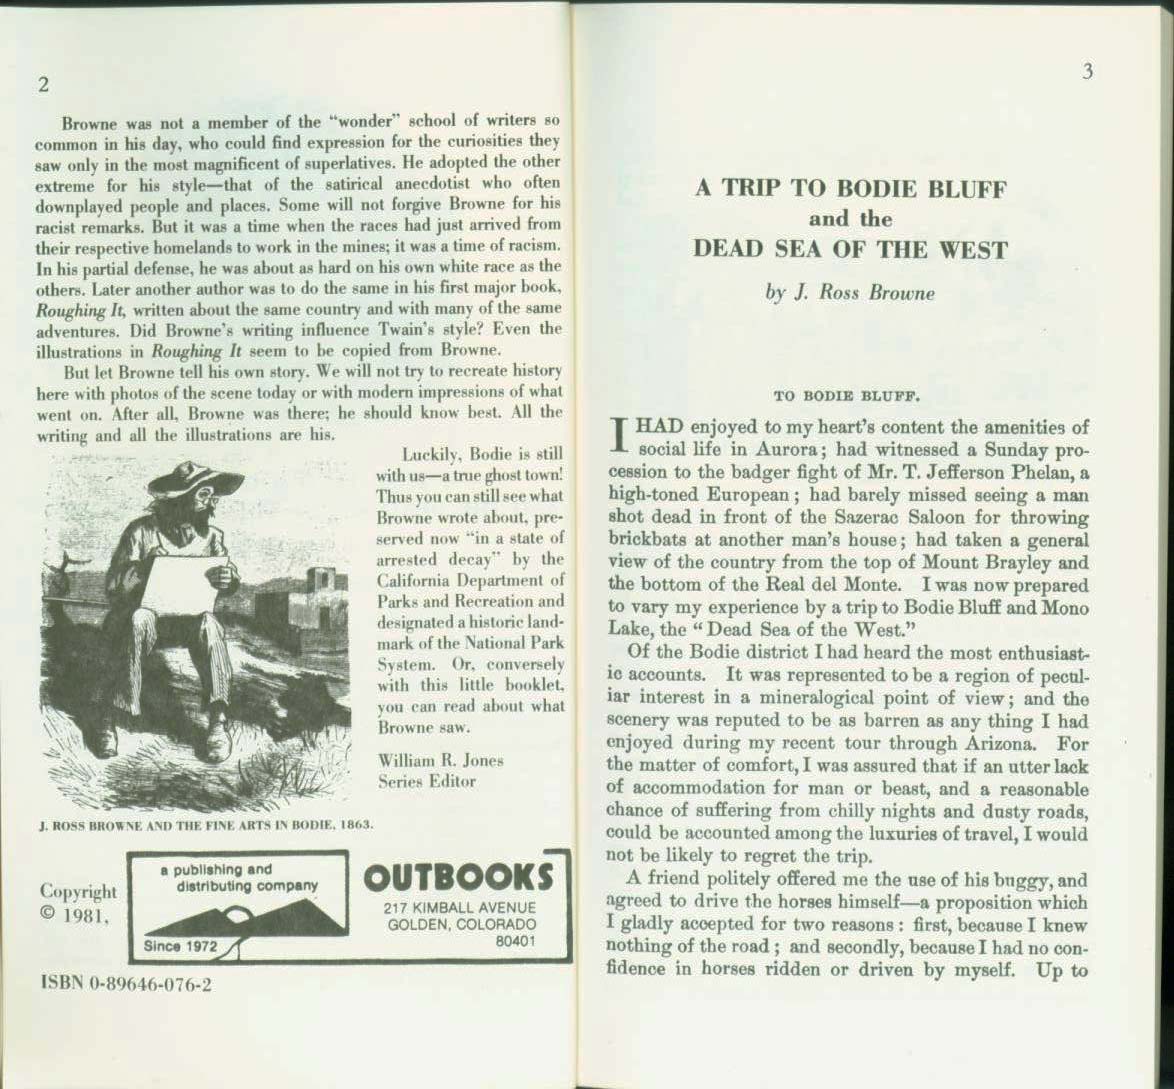 2
Browne was not a member of the “wonder” school of writers so
common in his day, who could find expression for the curiosities they
saw only in the most magnificent of superlatives. He adopted the other
extreme for his style—that of the satirical anecdotist who often
downplayed people and places. Some will not forgive Browne for his
racist remarks. But it was a time when the races had just arrived from
their respective homelands to work in the mines; it was a time of racism.
In his partial defense, he was about as hard on his own white race as the
others. Later another author was to do the same in his first major book,
Roughing It, written about the same country and with many of the same
adventures. Did Browne’s writing influence Twain’s style? Even the
illustrations in Roughing It seem to be copied from Browne.
But let Browne tell his own story. We will not try to recreate history
here with photos of the scene today or with modern impressions of what
went on. After all, Browne was there; he should know best. All the
writing and all the illustrations are his.
Luckily, Bodie is still
with us—a true ghost town!
Thus you can still see what
Browne wrote about, pre-
served now “in a state of
arrested decay” by the
California Department of
Parks and Recreation and
designated a historic land-
mark of the National Park
System. Or, conversely
with this little booklet,
you can read about what
Browne saw.
William R. Jones
Series Editor
J. ROSS BROWNE AND THE FINE ARTS IN BODIE, 1863.
Copyright
© 1981,
a publishing and
distributing company
Since 1972
OUTBOOKS
217 KIMBALL AVENUE
GOLDEN, COLORADO
80401
ISBN 0-89646-076-2
3
A TRIP TO BODIE BLUFF
and the
DEAD SEA OF THE WEST
by J. Ross Browne
TO BODIE BLUFF.
I HAD enjoyed to my heart’s content the amenities of
social life in Aurora; had witnessed a Sunday pro-
cession to the badger fight of Mr. T. Jefferson Phelan, a
high-toned European; had barely missed seeing a man
shot dead in front of the Sazerac Saloon for throwing
brickbats at another man’s house; had taken a general
view of the country from the top of Mount Brayley and
the bottom of the Real del Monte. I was now prepared
to vary my experience by a trip to Bodie Bluff and Mono
Lake, the “Dead Sea of the West.”
Of the Bodie district I had heard the most enthusiast-
ic accounts. It was represented to be a region of pecul-
iar interest in a mineralogical point of view; and the
scenery was reputed to be as barren as any thing I had
enjoyed during my recent tour through Arizona. For
the matter of comfort, I was assured that if an utter lack
of accommodation for man or beast, and a reasonable
chance of suffering from chilly nights and dusty roads,
could be accounted among the luxuries of travel, I would
not be likely to regret the trip.
A friend politely offered me the use of his buggy, and
agreed to drive the horses himself—a proposition which
I gladly accepted for two reasons: first, because I knew
nothing of the road; and secondly, because I had no con-
fidence in horses ridden or driven by myself. Up to